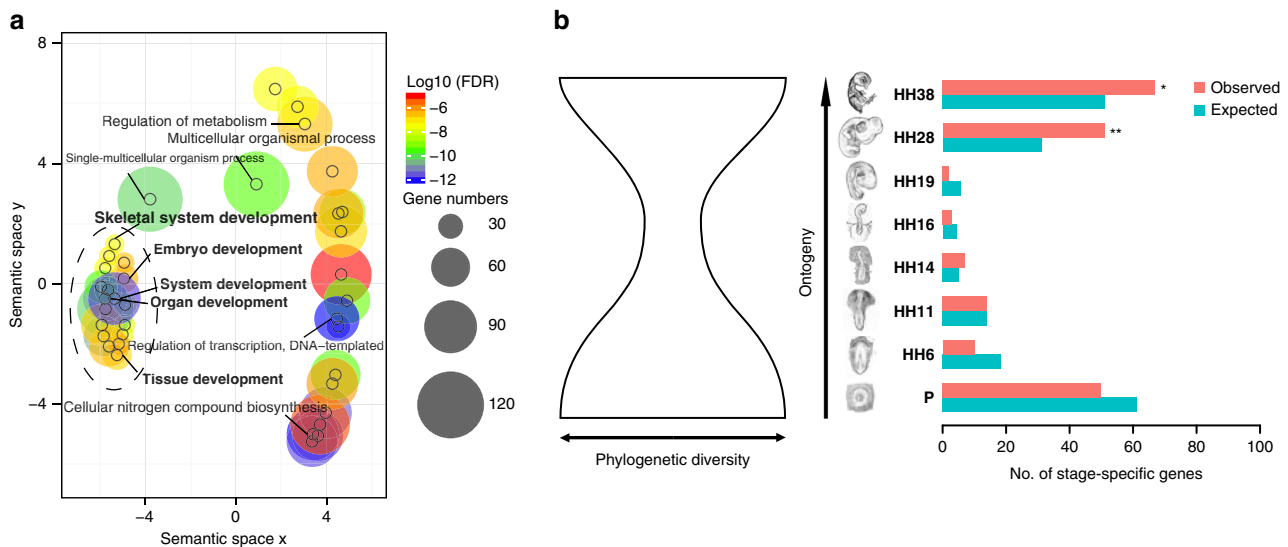 a
8
4
0
−4
Semantic space y
−4
0
4
Semantic space x
Regulation of metabolism
Multicellular organismal process
Single-multicellular organism process
Skeletal system development
Embryo development
System development
Organ development
Regulation of transcription, DNA−templated
Tissue development
Cellular nitrogen compound biosynthesis
Log10 (FDR)
−6
−8
−10
−12
Gene numbers
30
60
90
120
b
Phylogenetic diversity
Ontogeny
HH38
HH28
HH19
HH16
HH14
HH11
HH6
P
*
**
Observed
Expected
0
20
40
60
80
100
No. of stage-specific genes